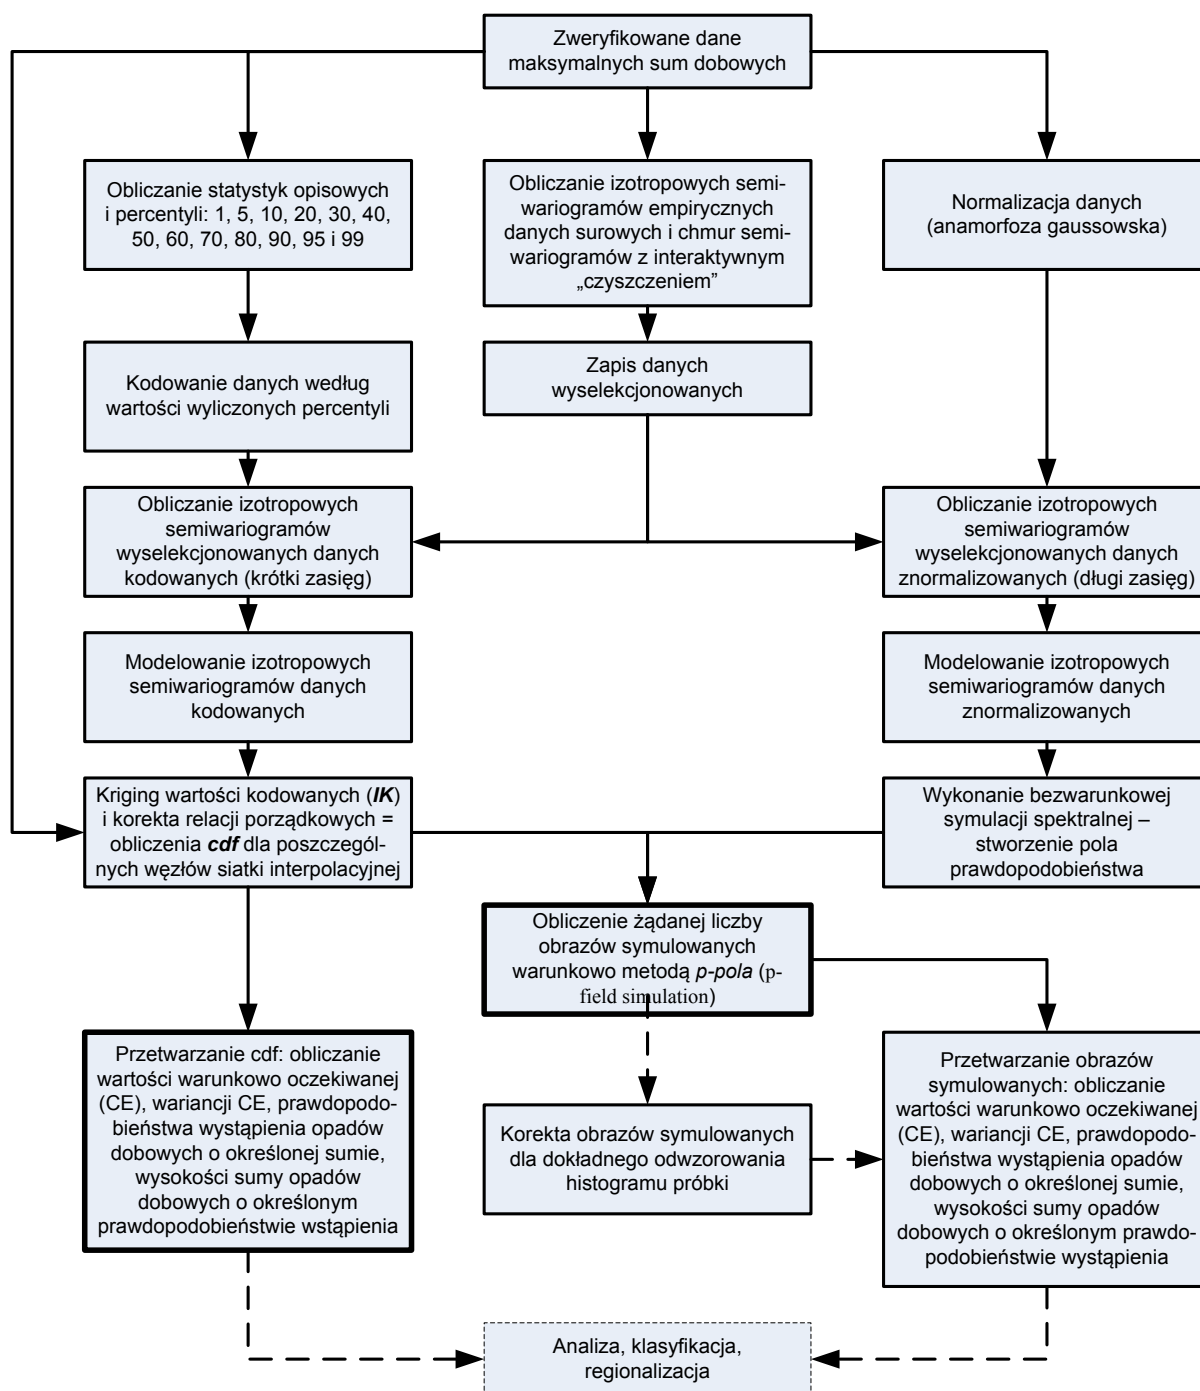 Zweryfikowane dane
maksymalnych sum dobowych
Obliczanie statystyk opisowych
i percentyli: 1, 5, 10, 20, 30, 40,
50, 60, 70, 80, 90, 95 i 99
Obliczanie izotropowych semi-
wariogramów empirycznych
danych surowych i chmur semi-
wariogramów z interaktywnym
„czyszczeniem”
Normalizacja danych
(anamorfoza gaussowska)
Kodowanie danych według
wartości wyliczonych percentyli
Zapis danych
wyselekcjonowanych
Obliczanie izotropowych
semiwariogramów
wyselekcjonowanych danych
kodowanych (krótki zasięg)
Obliczanie izotropowych
semiwariogramów
wyselekcjonowanych danych
znormalizowanych (długi zasięg)
Modelowanie izotropowych
semiwariogramów danych
kodowanych
Modelowanie izotropowych
semiwariogramów danych
znormalizowanych
Kriging wartości kodowanych (IK)
i korekta relacji porządkowych =
obliczenia cdf dla poszczegól-
nych węzłów siatki interpolacyjnej
Wykonanie bezwarunkowej
symulacji spektralnej –
stworzenie pola
prawdopodobieństwa
Obliczenie żądanej liczby
obrazów symulowanych
warunkowo metodą p-pola (p-
field simulation)
Przetwarzanie cdf: obliczanie
wartości warunkowo oczekiwanej
(CE), wariancji CE, prawdopodo-
bieństwa wystąpienia opadów
dobowych o określonej sumie,
wysokości sumy opadów
dobowych o określonym
prawdopodobieństwie wstąpienia
Korekta obrazów symulowanych
dla dokładnego odwzorowania
histogramu próbki
Przetwarzanie obrazów
symulowanych: obliczanie
wartości warunkowo oczekiwanej
(CE), wariancji CE, prawdopodo-
bieństwa wystąpienia opadów
dobowych o określonej sumie,
wysokości sumy opadów
dobowych o określonym prawdo-
popodobieństwie wystąpienia
Analiza, klasyfikacja,
regionalizacja